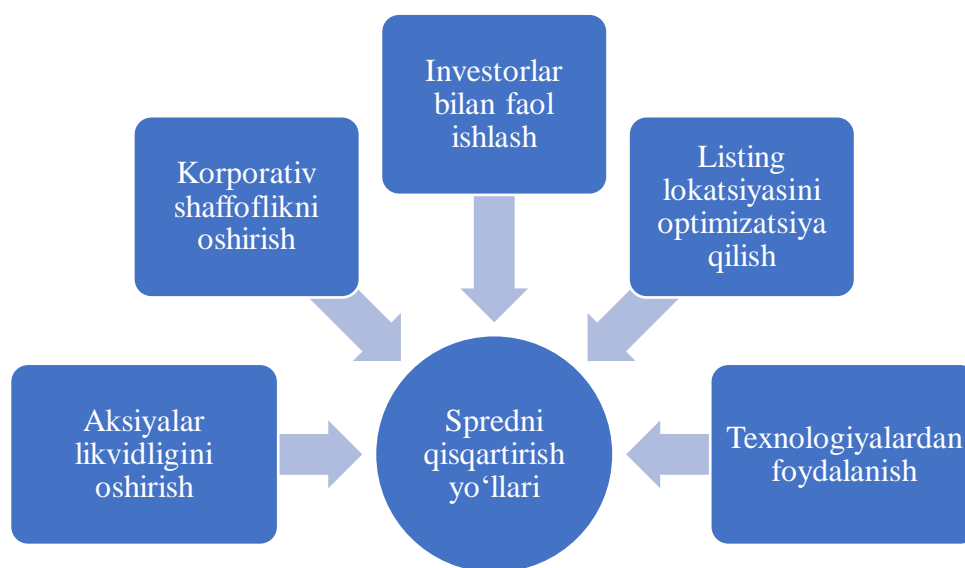 Investorlar
bilan faol
ishlash
Korporativ
shaffoflikni
oshirish
Listing
lokatsiyasini
optimizatsiya
qilish
Aksiyalar
likvidligini
oshirish
Spredni
qisqartirish
yo‘llari
Texnologiyalardan
foydalanish